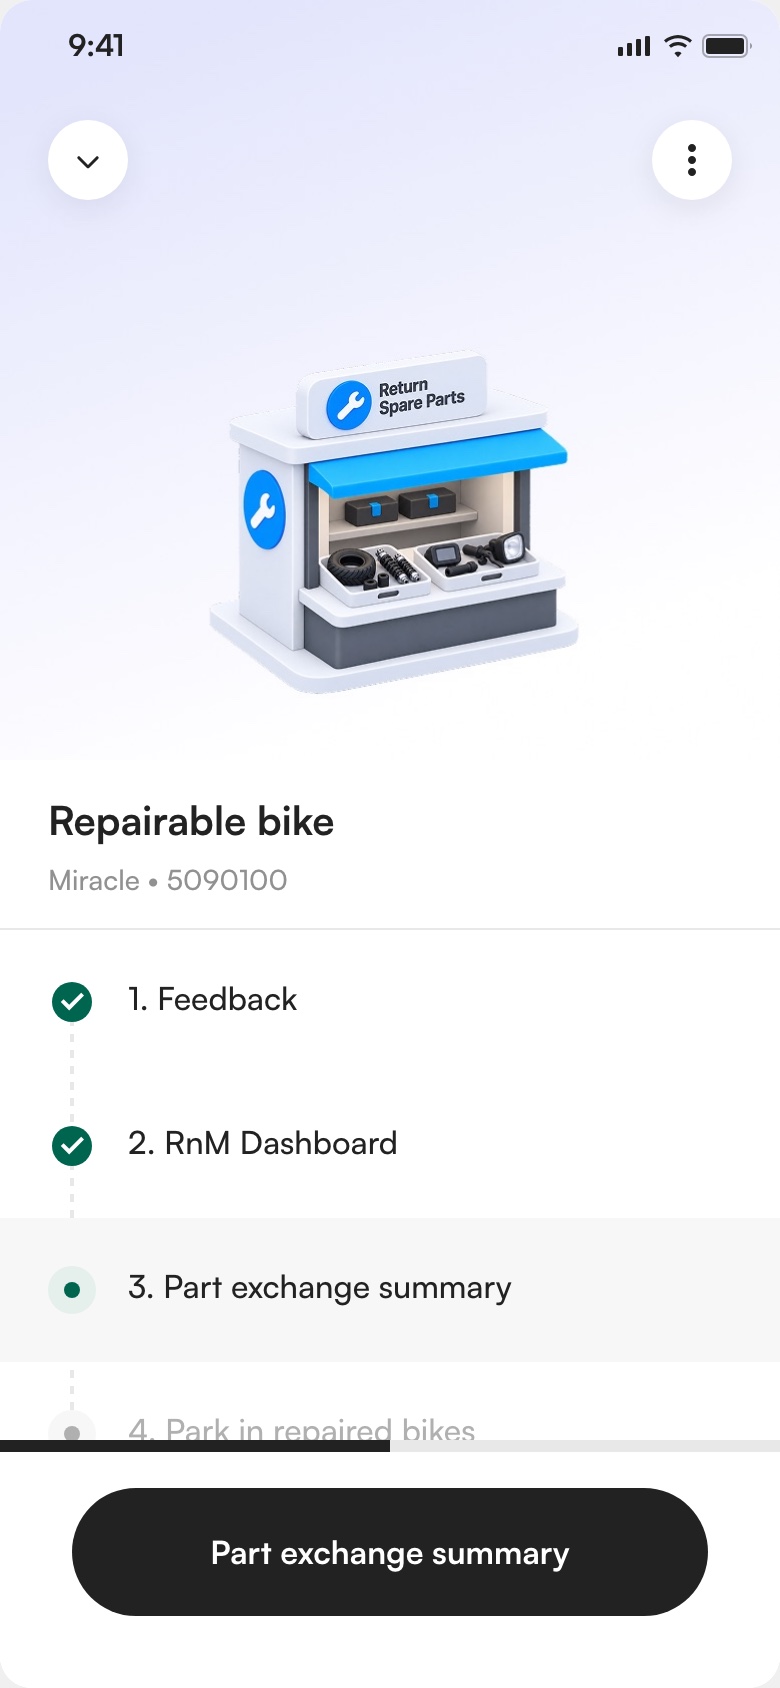 9:41
Return
Spare Parts
Repairable bike
Miracle • 5090100
1. Feedback
2. RnM Dashboard
3. Part exchange summary
4. Park in repaired bikes
Part exchange summary